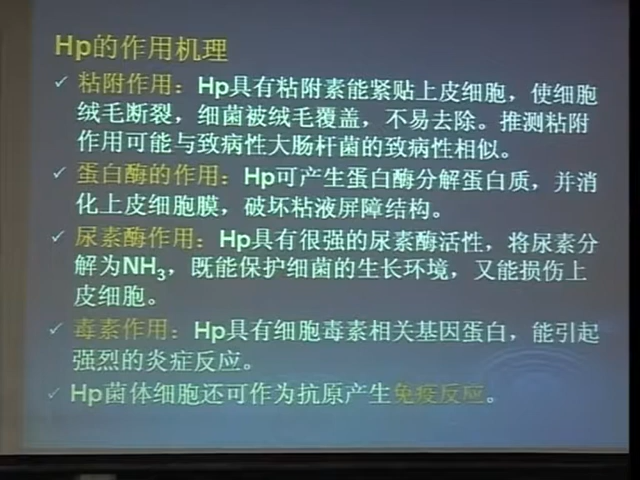 Hp的作用机理
✓ 粘附作用：Hp具有粘附素能紧贴上皮细胞，使细胞
绒毛断裂，细菌被绒毛覆盖，不易去除。推测粘附
作用可能与致病性大肠杆菌的致病性相似。
✓ 蛋白酶的作用：Hp可产生蛋白酶分解蛋白质，并消
化上皮细胞膜，破坏粘液屏障结构。
✓ 尿素酶作用：Hp具有很强的尿素酶活性，将尿素分
解为NH₃，既能保护细菌的生长环境，又能损伤上
皮细胞。
✓ 毒素作用：Hp具有细胞毒素相关基因蛋白，能引起
强烈的炎症反应。
✓ Hp菌体细胞还可作为抗原产生免疫反应。